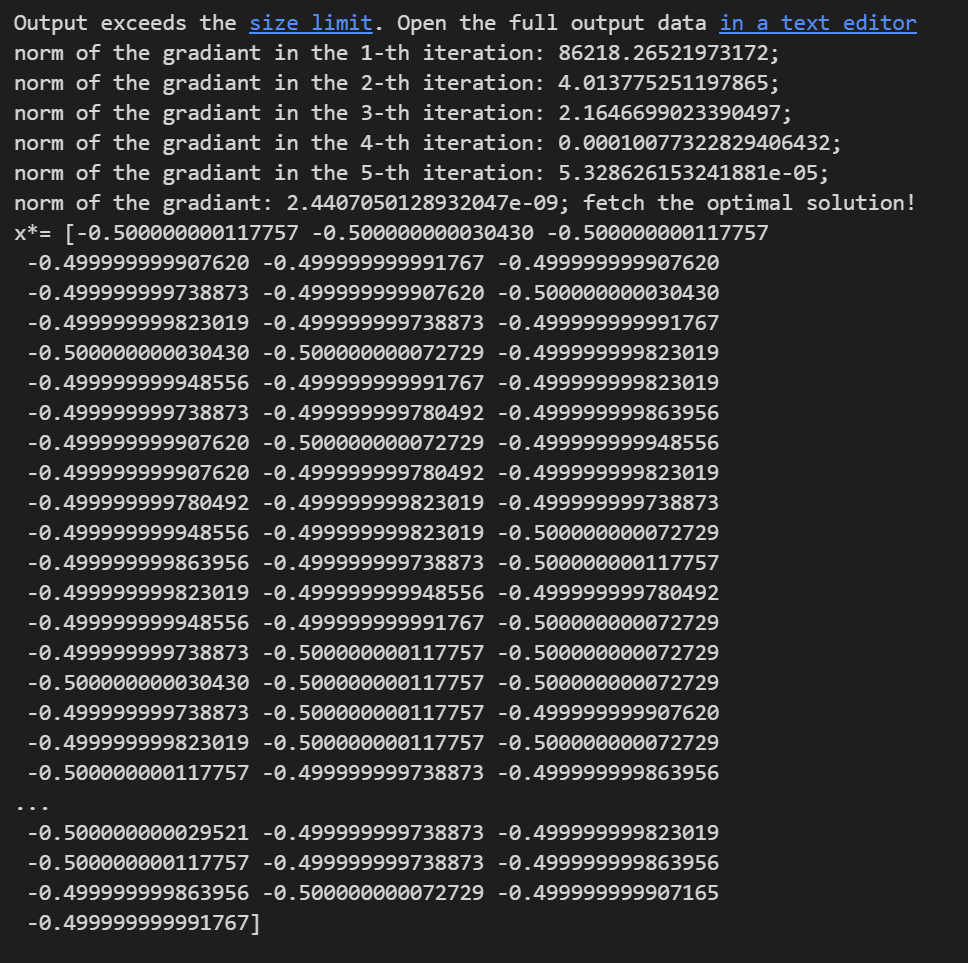 Output exceeds the size limit. Open the full output data in a text editor
norm of the gradiant in the 1-th iteration: 86218.26521973172;
norm of the gradiant in the 2-th iteration: 4.013775251197865;
norm of the gradiant in the 3-th iteration: 2.1646699023390497;
norm of the gradiant in the 4-th iteration: 0.00010077322829406432;
norm of the gradiant in the 5-th iteration: 5.328626153241881e-05;
norm of the gradiant: 2.4407050128932047e-09; fetch the optimal solution!
x*= [-0.500000000117757 -0.500000000030430 -0.500000000117757
-0.499999999907620 -0.499999999991767 -0.499999999907620
-0.499999999738873 -0.499999999907620 -0.500000000030430
-0.499999999823019 -0.499999999738873 -0.499999999991767
-0.500000000030430 -0.500000000072729 -0.499999999823019
-0.499999999948556 -0.499999999991767 -0.499999999823019
-0.499999999738873 -0.499999999780492 -0.499999999863956
-0.499999999907620 -0.500000000072729 -0.499999999948556
-0.499999999907620 -0.499999999780492 -0.499999999823019
-0.499999999780492 -0.499999999823019 -0.499999999738873
-0.499999999948556 -0.499999999823019 -0.500000000072729
-0.499999999863956 -0.499999999738873 -0.500000000117757
-0.499999999823019 -0.499999999948556 -0.499999999780492
-0.499999999948556 -0.499999999991767 -0.500000000072729
-0.499999999738873 -0.500000000117757 -0.500000000072729
-0.500000000030430 -0.500000000117757 -0.500000000072729
-0.499999999738873 -0.500000000117757 -0.499999999907620
-0.499999999823019 -0.500000000117757 -0.500000000072729
-0.500000000117757 -0.499999999738873 -0.499999999863956
...
-0.500000000029521 -0.499999999738873 -0.499999999823019
-0.500000000117757 -0.499999999738873 -0.499999999863956
-0.499999999863956 -0.500000000072729 -0.499999999907165
-0.499999999991767]